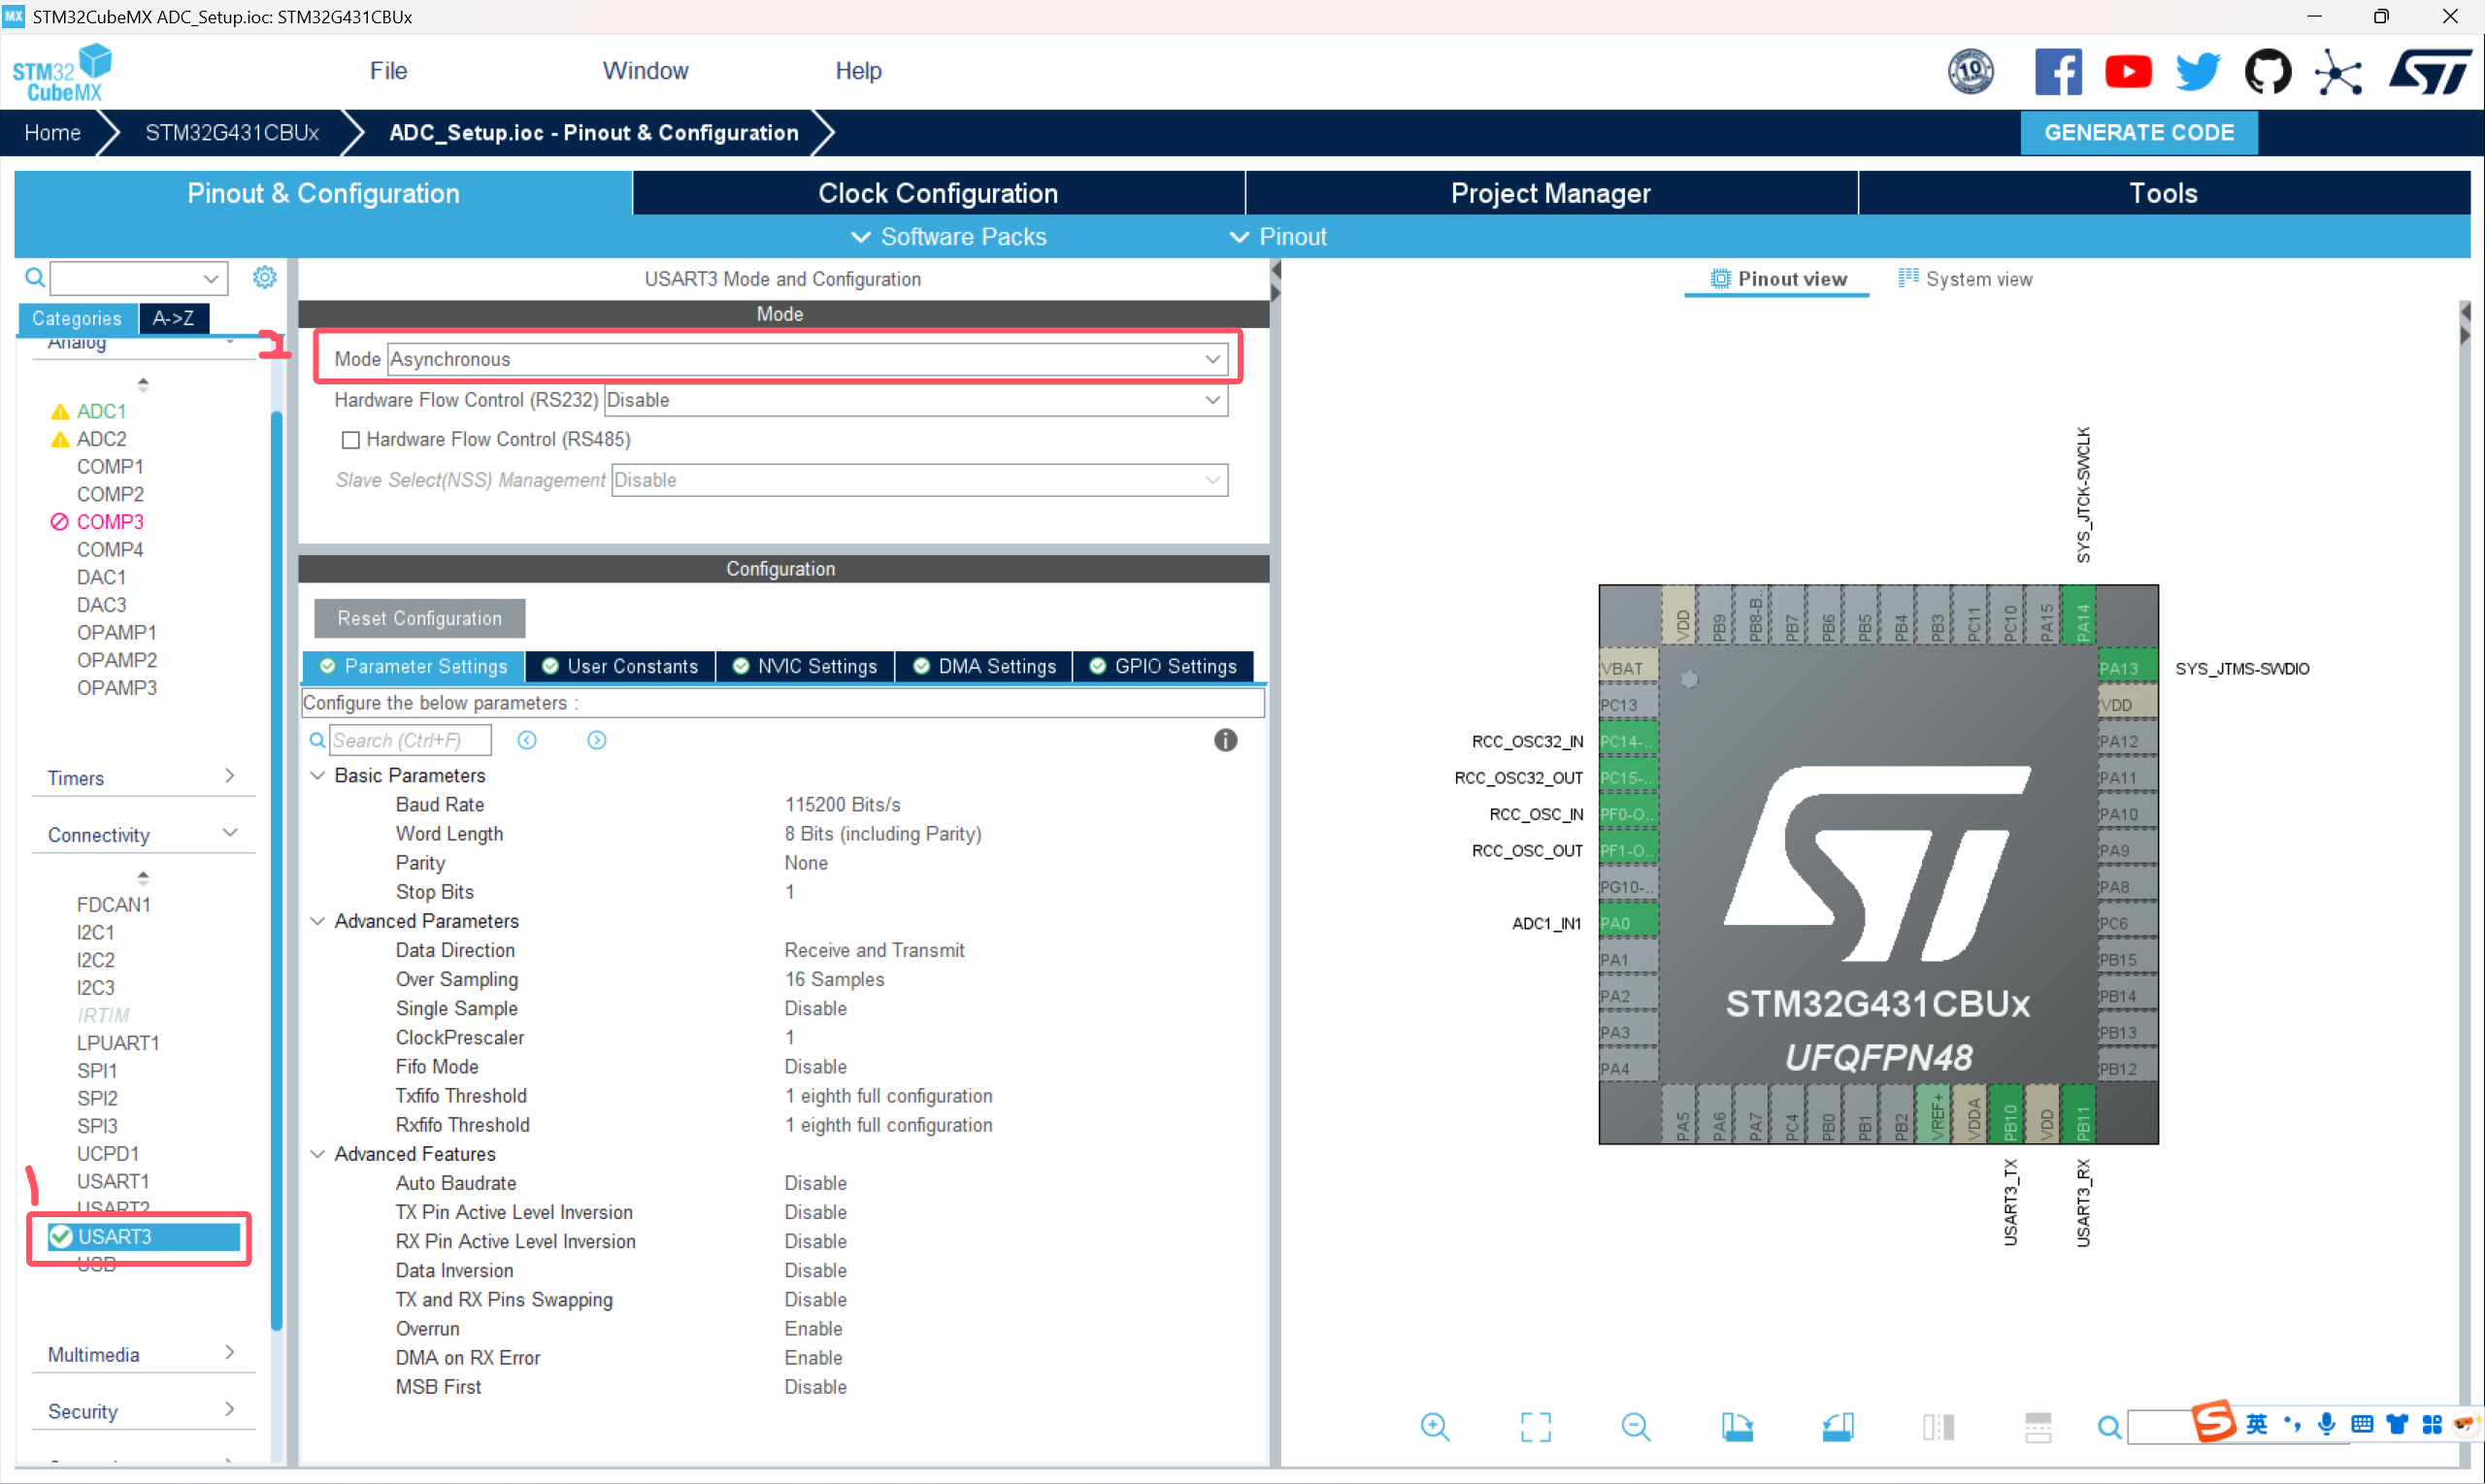 MX STM32CubeMX ADC_Setup.ioc: STM32G431CBUx
STM32 CubeMX
File Window Help
10
Home STM32G431CBUx ADC_Setup.ioc - Pinout & Configuration GENERATE CODE
Pinout & Configuration Clock Configuration Project Manager Tools
Software Packs Pinout
Categories A->Z
Analog
ADC1
ADC2
COMP1
COMP2
COMP3
COMP4
DAC1
DAC3
OPAMP1
OPAMP2
OPAMP3
Timers
Connectivity
FDCAN1
I2C1
I2C2
I2C3
IRTIM
LPUART1
SPI1
SPI2
SPI3
UCPD1
USART1
USART2
USART3
USB
Multimedia
Security
USART3 Mode and Configuration
Mode
Mode Asynchronous
Hardware Flow Control (RS232) Disable
Hardware Flow Control (RS485)
Slave Select(NSS) Management Disable
Configuration
Reset Configuration
Parameter Settings User Constants NVIC Settings DMA Settings GPIO Settings
Configure the below parameters :
Search (Ctrl+F)
Basic Parameters
Baud Rate 115200 Bits/s
Word Length 8 Bits (including Parity)
Parity None
Stop Bits 1
Advanced Parameters
Data Direction Receive and Transmit
Over Sampling 16 Samples
Single Sample Disable
ClockPrescaler 1
Fifo Mode Disable
Txfifo Threshold 1 eighth full configuration
Rxfifo Threshold 1 eighth full configuration
Advanced Features
Auto Baudrate Disable
TX Pin Active Level Inversion Disable
RX Pin Active Level Inversion Disable
Data Inversion Disable
TX and RX Pins Swapping Disable
Overrun Enable
DMA on RX Error Enable
MSB First Disable
Pinout view System view
SYS_JTCK-SWCLK
VDD PB9 PB8-B.. PB7 PB6 PB5 PB4 PB3 PC11 PC10 PA15 PA14
VBAT
PC13
RCC_OSC32_IN PC14-..
RCC_OSC32_OUT PC15-..
RCC_OSC_IN PF0-O..
RCC_OSC_OUT PF1-O..
PG10-..
ADC1_IN1 PA0
PA1
PA2
PA3
PA4
PA13 SYS_JTMS-SWDIO
VDD
PA12
PA11
PA10
PA9
PA8
PC6
PB15
PB14
PB13
PB12
ST
STM32G431CBUx
UFQFPN48
PA5 PA6 PA7 PC4 PB0 PB1 PB2 VREF+ VDDA PB10 VDD PB11
USART3_TX USART3_RX
英